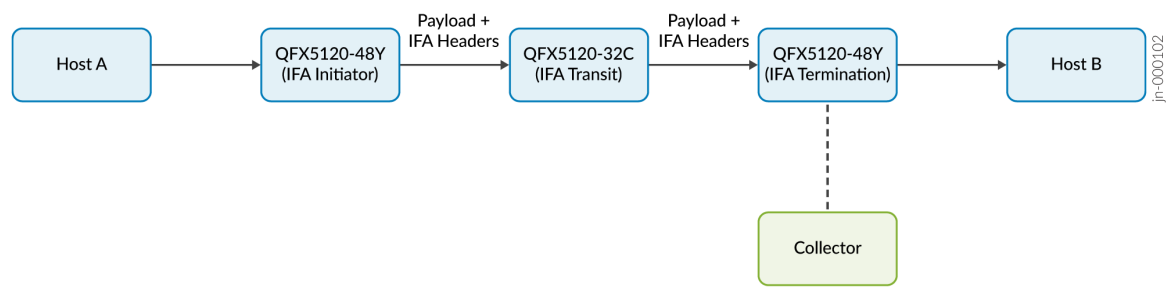 Host A
QFX5120-48Y
(IFA Initiator)
Payload +
IFA Headers
QFX5120-32C
(IFA Transit)
Payload +
IFA Headers
QFX5120-48Y
(IFA Termination)
Host B
Collector
jn-000102